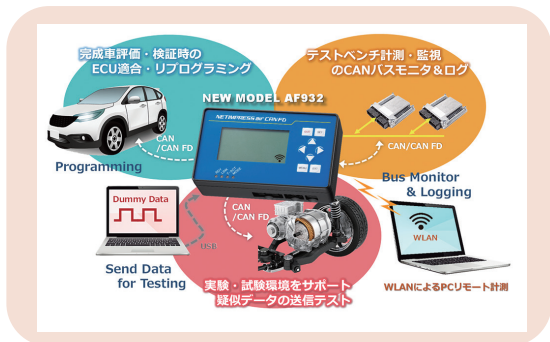 完成車評価・検証時の
ECU適合・リプログラミング
テストベンチ計測・監視
のCANバスモニタ&ログ
NEW MODEL AF932
NETIMPRESS air CAN FD
CAN
/CAN FD
CAN/CAN FD
Programming
Bus Monitor
& Logging
Dummy Data
CAN
/CAN FD
USB
WLAN
Send Data
for Testing
実験・試験環境をサポート
疑似データの送信テスト
WLANによるPCリモート計測